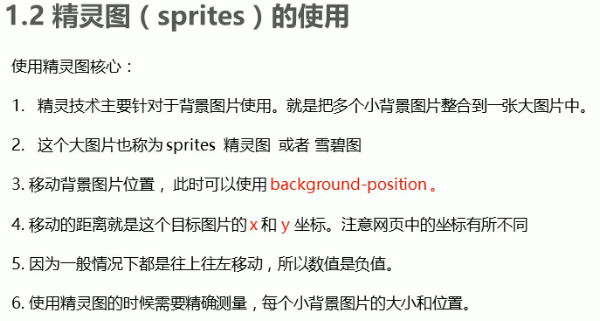 1.2 精灵图（sprites）的使用
使用精灵图核心：
1. 精灵技术主要针对于背景图片使用。就是把多个小背景图片整合到一张大图片中。
2. 这个大图片也称为 sprites 精灵图 或者 雪碧图
3. 移动背景图片位置， 此时可以使用 background-position 。
4. 移动的距离就是这个目标图片的 x 和 y 坐标。注意网页中的坐标有所不同
5. 因为一般情况下都是往上往左移动，所以数值是负值。
6. 使用精灵图的时候需要精确测量，每个小背景图片的大小和位置。